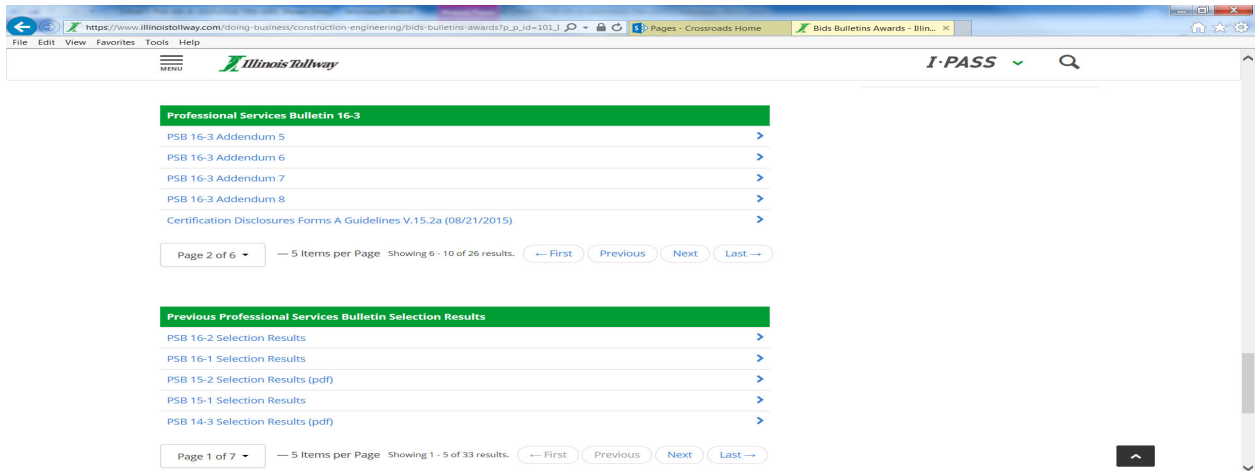 https://www.illinoistollway.com/doing-business/construction-engineering/bids-bulletins-awards?p_p_id=101_I
Pages - Crossroads Home
Bids Bulletins Awards - Illin...
File Edit View Favorites Tools Help
MENU
Illinois Tollway
I·PASS
Professional Services Bulletin 16-3
PSB 16-3 Addendum 5
PSB 16-3 Addendum 6
PSB 16-3 Addendum 7
PSB 16-3 Addendum 8
Certification Disclosures Forms A Guidelines V.15.2a (08/21/2015)
Page 2 of 6 — 5 Items per Page Showing 6 - 10 of 26 results. ← First Previous Next Last →
Previous Professional Services Bulletin Selection Results
PSB 16-2 Selection Results
PSB 16-1 Selection Results
PSB 15-2 Selection Results (pdf)
PSB 15-1 Selection Results
PSB 14-3 Selection Results (pdf)
Page 1 of 7 — 5 Items per Page Showing 1 - 5 of 33 results. ← First Previous Next Last →